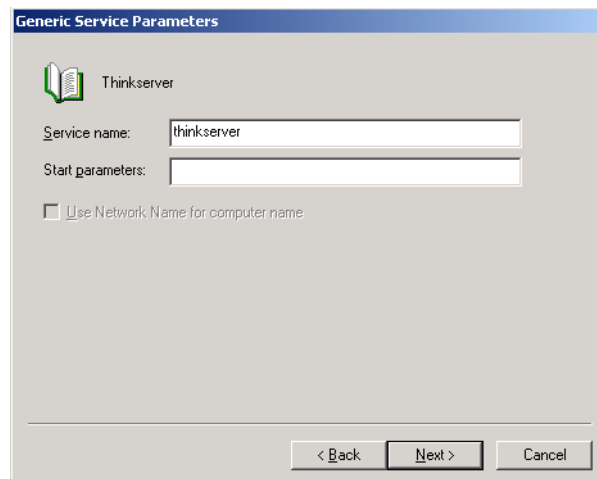 Generic Service Parameters
Thinkserver
Service name: thinkserver
Start parameters:
Use Network Name for computer name
< Back Next > Cancel